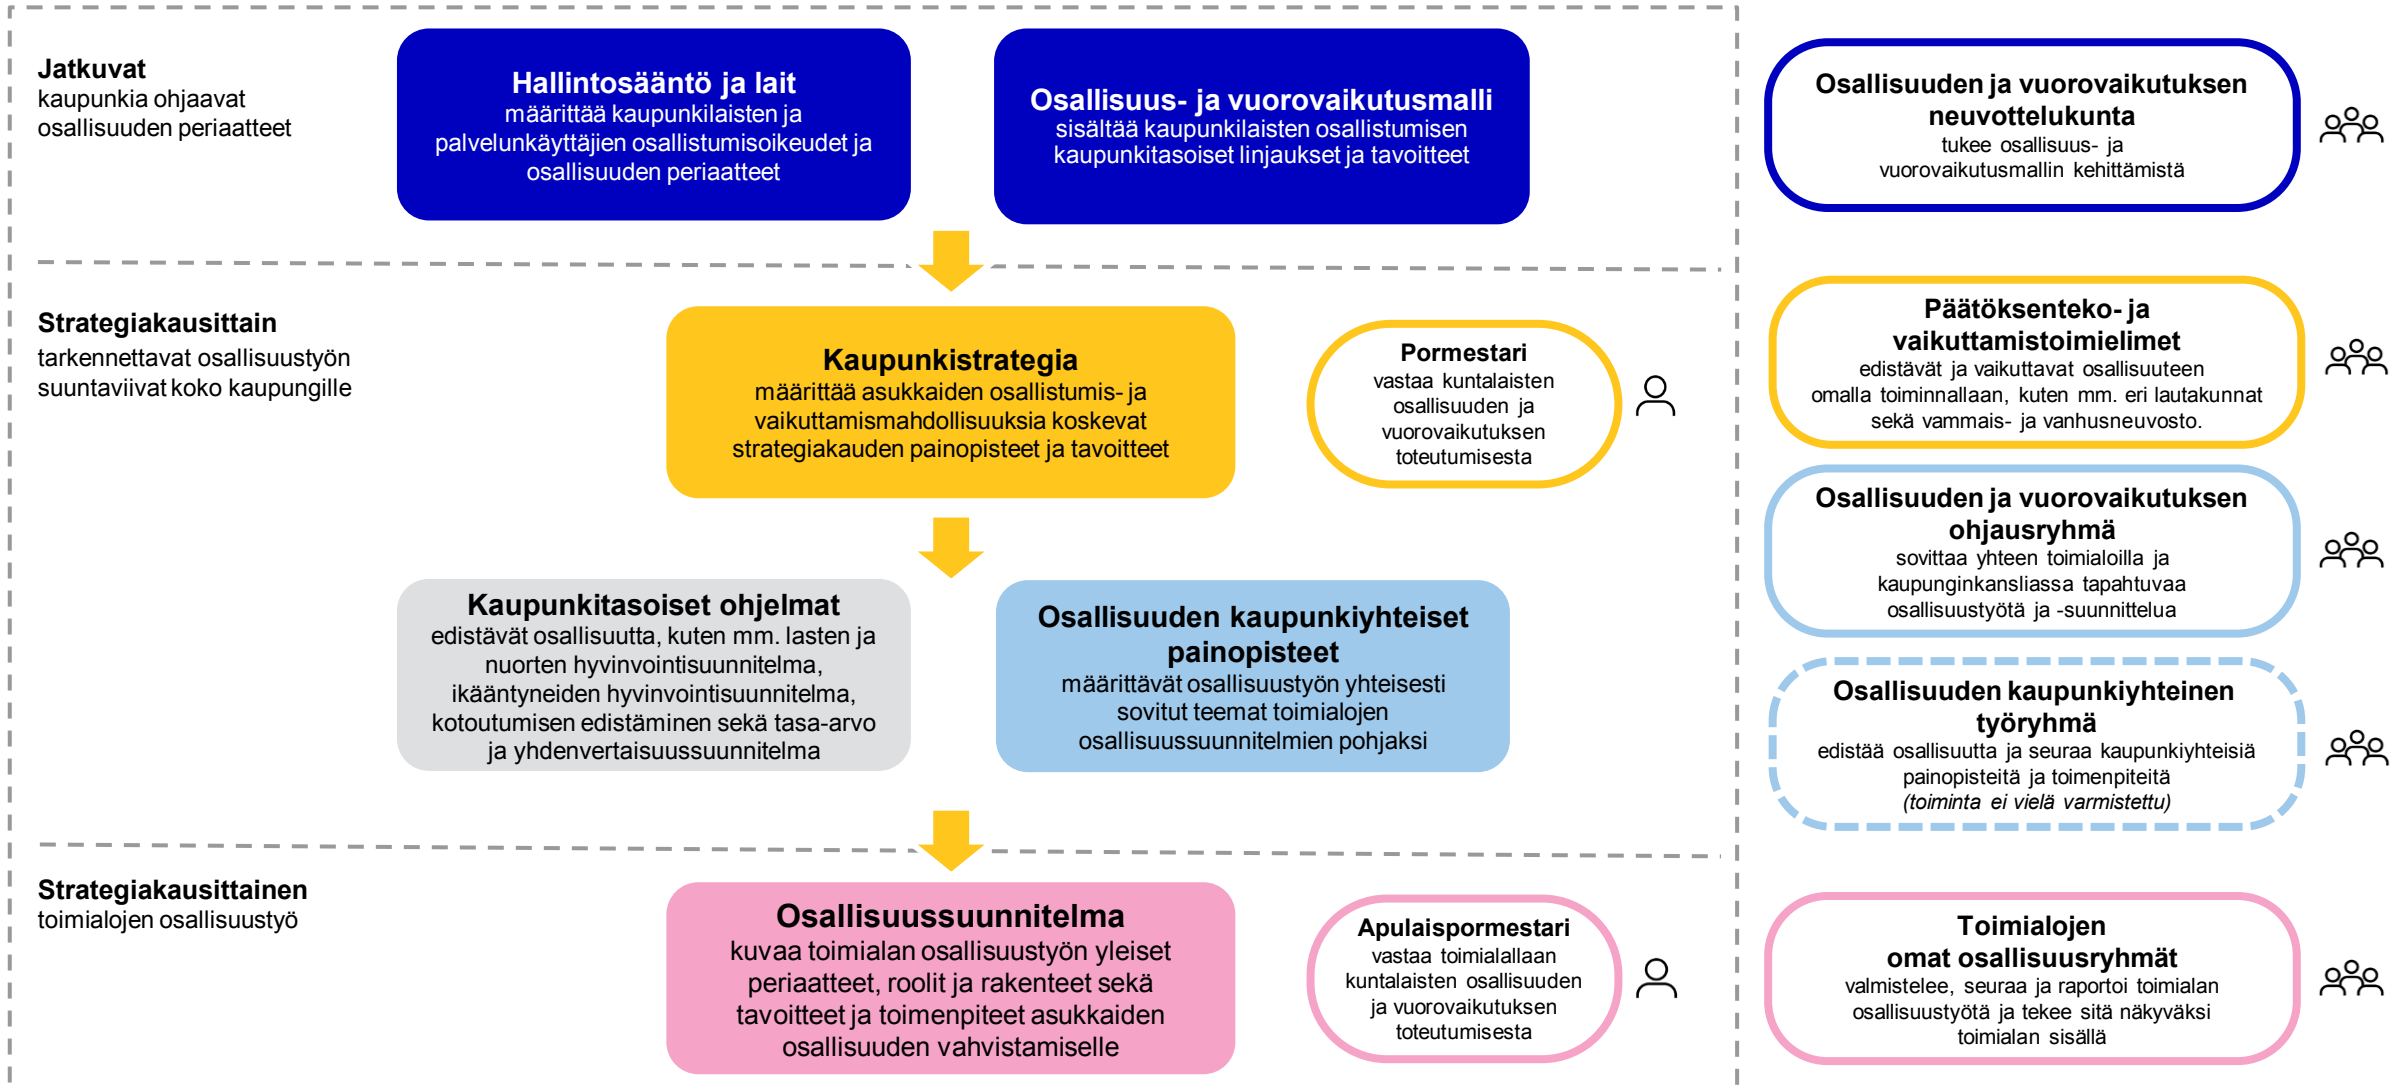 Jatkuvat
kaupunkia ohjaavat
osallisuuden periaatteet
Hallintosääntö ja lait
määrittää kaupunkilaisten ja
palvelunkäyttäjien osallistumisoikeudet ja
osallisuuden periaatteet
Osallisuus- ja vuorovaikutusmalli
sisältää kaupunkilaisten osallistumisen
kaupunkitasoiset linjaukset ja tavoitteet
Osallisuuden ja vuorovaikutuksen
neuvottelukunta
tukee osallisuus- ja
vuorovaikutusmallin kehittämistä
Strategiakausittain
tarkennettavat osallisuustyön
suuntaviivat koko kaupungille
Kaupunkistrategia
määrittää asukkaiden osallistumis- ja
vaikuttamismahdollisuuksia koskevat
strategiakauden painopisteet ja tavoitteet
Pormestari
vastaa kuntalaisten
osallisuuden ja
vuorovaikutuksen
toteutumisesta
Päätöksenteko- ja
vaikuttamistoimielimet
edistävät ja vaikuttavat osallisuuteen
omalla toiminnallaan, kuten mm. eri lautakunnat
sekä vammais- ja vanhusneuvosto.
Osallisuuden ja vuorovaikutuksen
ohjausryhmä
sovittaa yhteen toimialoilla ja
kaupunginkansliassa tapahtuvaa
osallisuustyötä ja -suunnittelua
Kaupunkitasoiset ohjelmat
edistävät osallisuutta, kuten mm. lasten ja
nuorten hyvinvointisuunnitelma,
ikääntyneiden hyvinvointisuunnitelma,
kotoutumisen edistäminen sekä tasa-arvo
ja yhdenvertaisuussuunnitelma
Osallisuuden kaupunkiyhteiset
painopisteet
määrittävät osallisuustyön yhteisesti
sovitut teemat toimialojen
osallisuussuunnitelmien pohjaksi
Osallisuuden kaupunkiyhteinen
työryhmä
edistää osallisuutta ja seuraa kaupunkiyhteisiä
painopisteitä ja toimenpiteitä
(toiminta ei vielä varmistettu)
Strategiakausittainen
toimialojen osallisuustyö
Osallisuussuunnitelma
kuvaa toimialan osallisuustyön yleiset
periaatteet, roolit ja rakenteet sekä
tavoitteet ja toimenpiteet asukkaiden
osallisuuden vahvistamiselle
Apulaispormestari
vastaa toimialallaan
kuntalaisten osallisuuden
ja vuorovaikutuksen
toteutumisesta
Toimialojen
omat osallisuusryhmät
valmistelee, seuraa ja raportoi toimialan
osallisuustyötä ja tekee sitä näkyväksi
toimialan sisällä